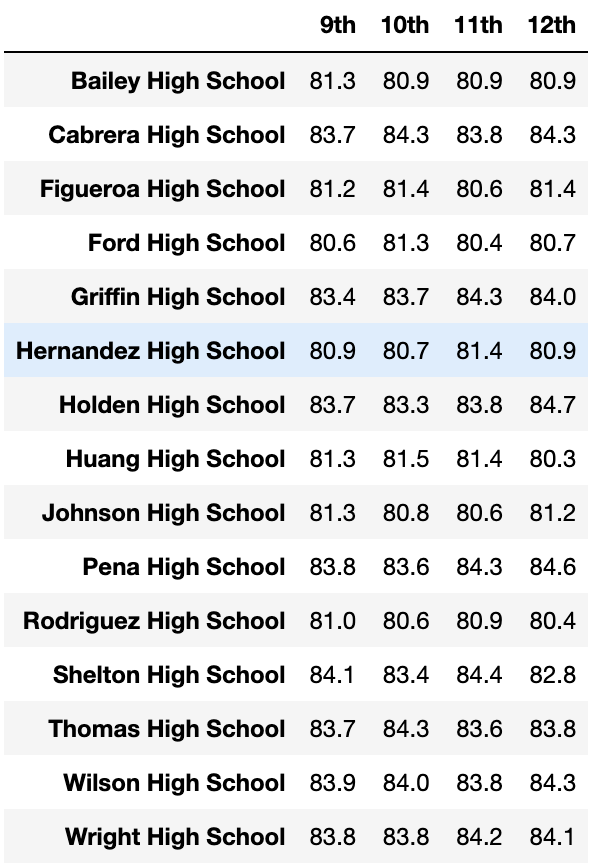 9th 10th 11th 12th
Bailey High School 81.3 80.9 80.9 80.9
Cabrera High School 83.7 84.3 83.8 84.3
Figueroa High School 81.2 81.4 80.6 81.4
Ford High School 80.6 81.3 80.4 80.7
Griffin High School 83.4 83.7 84.3 84.0
Hernandez High School 80.9 80.7 81.4 80.9
Holden High School 83.7 83.3 83.8 84.7
Huang High School 81.3 81.5 81.4 80.3
Johnson High School 81.3 80.8 80.6 81.2
Pena High School 83.8 83.6 84.3 84.6
Rodriguez High School 81.0 80.6 80.9 80.4
Shelton High School 84.1 83.4 84.4 82.8
Thomas High School 83.7 84.3 83.6 83.8
Wilson High School 83.9 84.0 83.8 84.3
Wright High School 83.8 83.8 84.2 84.1